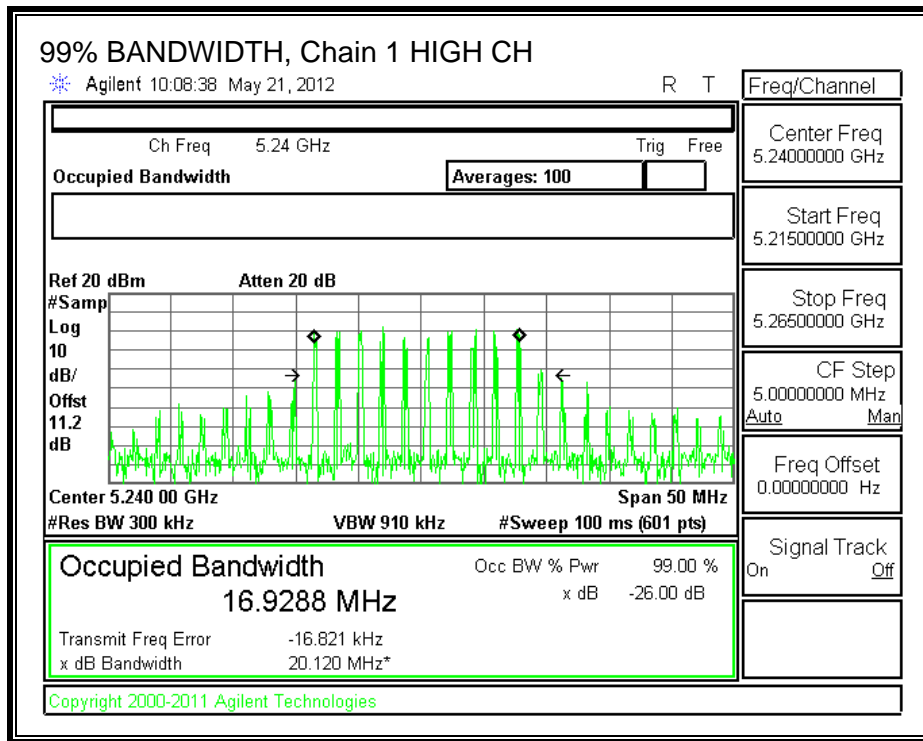 99% BANDWIDTH, Chain 1 HIGH CH
Agilent 10:08:38 May 21, 2012 R T
Ch Freq 5.24 GHz Trig Free
Occupied Bandwidth Averages: 100
Ref 20 dBm Atten 20 dB
#Samp
Log
10
dB/
Offst
11.2
dB
Center 5.240 00 GHz Span 50 MHz
#Res BW 300 kHz VBW 910 kHz #Sweep 100 ms (601 pts)
Occupied Bandwidth Occ BW % Pwr 99.00 %
16.9288 MHz x dB -26.00 dB
Transmit Freq Error -16.821 kHz
x dB Bandwidth 20.120 MHz*
Copyright 2000-2011 Agilent Technologies
Freq/Channel
Center Freq
5.24000000 GHz
Start Freq
5.21500000 GHz
Stop Freq
5.26500000 GHz
CF Step
5.00000000 MHz
Auto Man
Freq Offset
0.00000000 Hz
Signal Track
On Off